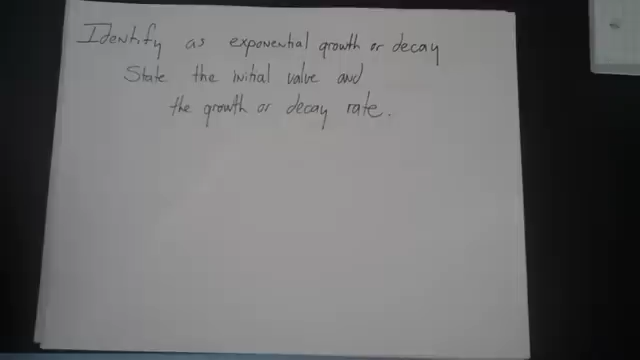 Identify as exponential growth or decay
State the initial value and
the growth or decay rate.